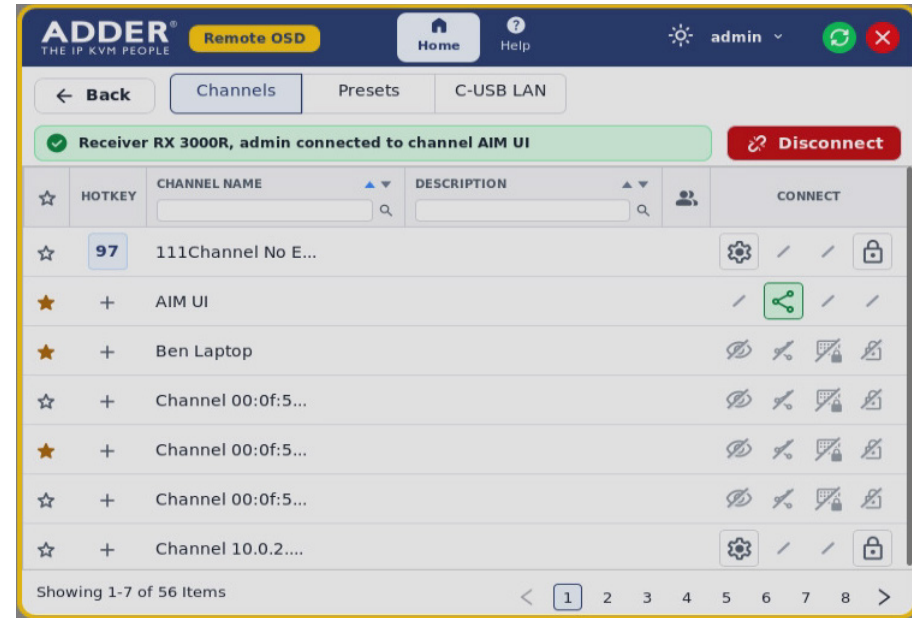 ADDER®
THE IP KVM PEOPLE
Remote OSD
Home
Help
admin
Back
Channels
Presets
C-USB LAN
Receiver RX 3000R, admin connected to channel AIM UI
Disconnect
HOTKEY
CHANNEL NAME
DESCRIPTION
CONNECT
97 111Channel No E...
+ AIM UI
+ Ben Laptop
+ Channel 00:0f:5...
+ Channel 00:0f:5...
+ Channel 00:0f:5...
+ Channel 10.0.2....
Showing 1-7 of 56 Items
< 1 2 3 4 5 6 7 8 >